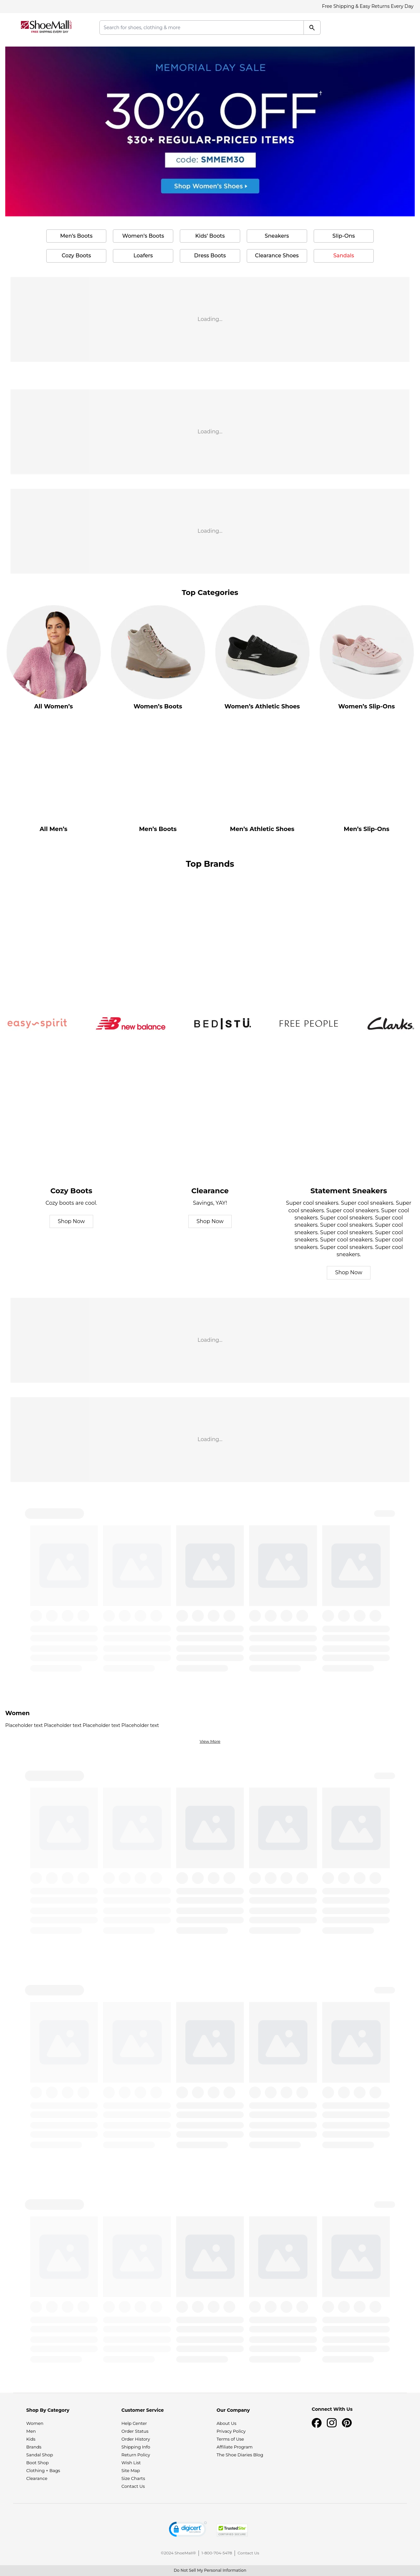 Free Shipping & Easy Returns Every Day
ShoeMall
FREE SHIPPING EVERY DAY
Search for shoes, clothing & more
MEMORIAL DAY SALE
30% OFF†
$30+ REGULAR-PRICED ITEMS
code: SMMEM30
Shop Women's Shoes
Men's Boots
Women's Boots
Kids' Boots
Sneakers
Slip-Ons
Cozy Boots
Loafers
Dress Boots
Clearance Shoes
Sandals
Loading...
Loading...
Loading...
Top Categories
All Women's
Women's Boots
Women's Athletic Shoes
Women's Slip-Ons
All Men's
Men's Boots
Men's Athletic Shoes
Men's Slip-Ons
Top Brands
easy spirit
new balance
BED|STÜ.
FREE PEOPLE
Clarks.
Cozy Boots
Cozy boots are cool.
Shop Now
Clearance
Savings, YAY!
Shop Now
Statement Sneakers
Super cool sneakers. Super cool sneakers. Super
cool sneakers. Super cool sneakers. Super cool
sneakers. Super cool sneakers. Super cool
sneakers. Super cool sneakers. Super cool
sneakers. Super cool sneakers. Super cool
sneakers. Super cool sneakers. Super cool
sneakers. Super cool sneakers. Super cool
sneakers.
Shop Now
Loading...
Loading...
Women
Placeholder text Placeholder text Placeholder text Placeholder text
View More
Shop By Category
Women
Men
Kids
Brands
Sandal Shop
Boot Shop
Clothing + Bags
Clearance
Customer Service
Help Center
Order Status
Order History
Shipping Info
Return Policy
Wish List
Site Map
Size Charts
Contact Us
Our Company
About Us
Privacy Policy
Terms of Use
Affiliate Program
The Shoe Diaries Blog
Connect With Us
digicert
TrustedSite
CERTIFIED SECURE
©2024 ShoeMall® | 1-800-704-5478 | Contact Us
Do Not Sell My Personal Information